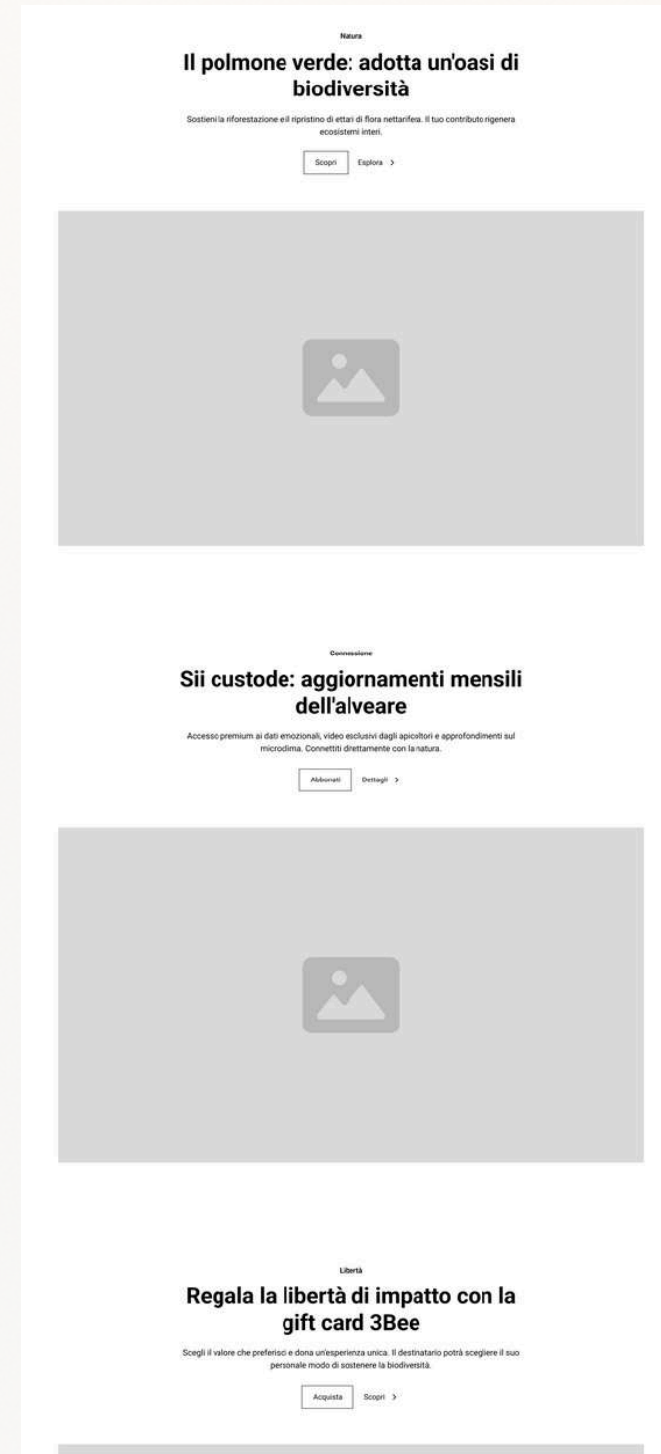 Natura
Il polmone verde: adotta un'oasi di
biodiversità
Sostieni la riforestazione e il ripristino di ettari di flora nettarifera. Il tuo contributo rigenera
ecosistemi interi.
Scopri Esplora >
Connessione
Sii custode: aggiornamenti mensili
dell'alveare
Accesso premium ai dati emozionali, video esclusivi dagli apicoltori e approfondimenti sul
microclima. Connettiti direttamente con la natura.
Abbonati Dettagli >
Libertà
Regala la libertà di impatto con la
gift card 3Bee
Scegli il valore che preferisci e dona un'esperienza unica. Il destinatario potrà scegliere il suo
personale modo di sostenere la biodiversità.
Acquista Scopri >